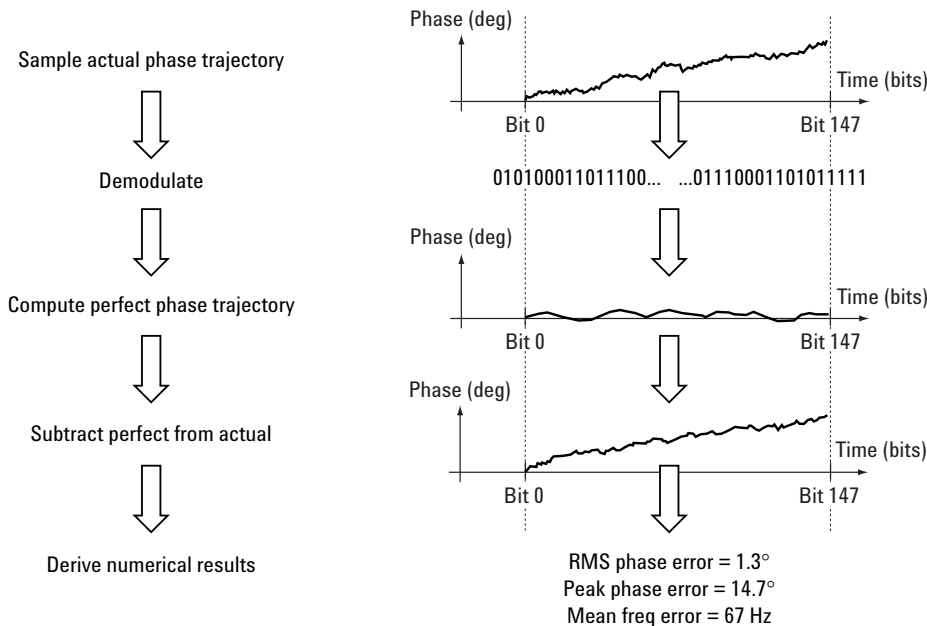 Phase (deg)
Sample actual phase trajectory
Time (bits)
Bit 0
Bit 147
Demodulate
010100011011100... ...01110001101011111
Phase (deg)
Compute perfect phase trajectory
Time (bits)
Bit 0
Bit 147
Phase (deg)
Subtract perfect from actual
Time (bits)
Bit 0
Bit 147
Derive numerical results
RMS phase error = 1.3°
Peak phase error = 14.7°
Mean freq error = 67 Hz